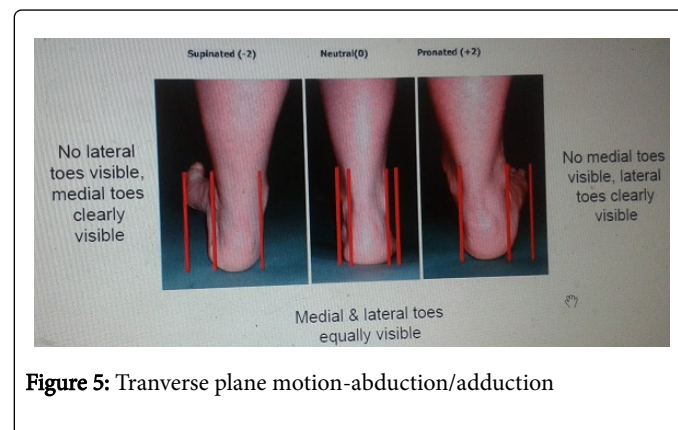 Supinated (-2)
Neutral(0)
Pronated (+2)
No lateral
toes visible,
medial toes
clearly
visible
No medial toes
visible, lateral
toes clearly
visible
Medial & lateral toes
equally visible
Figure 5: Tranverse plane motion-abduction/adduction